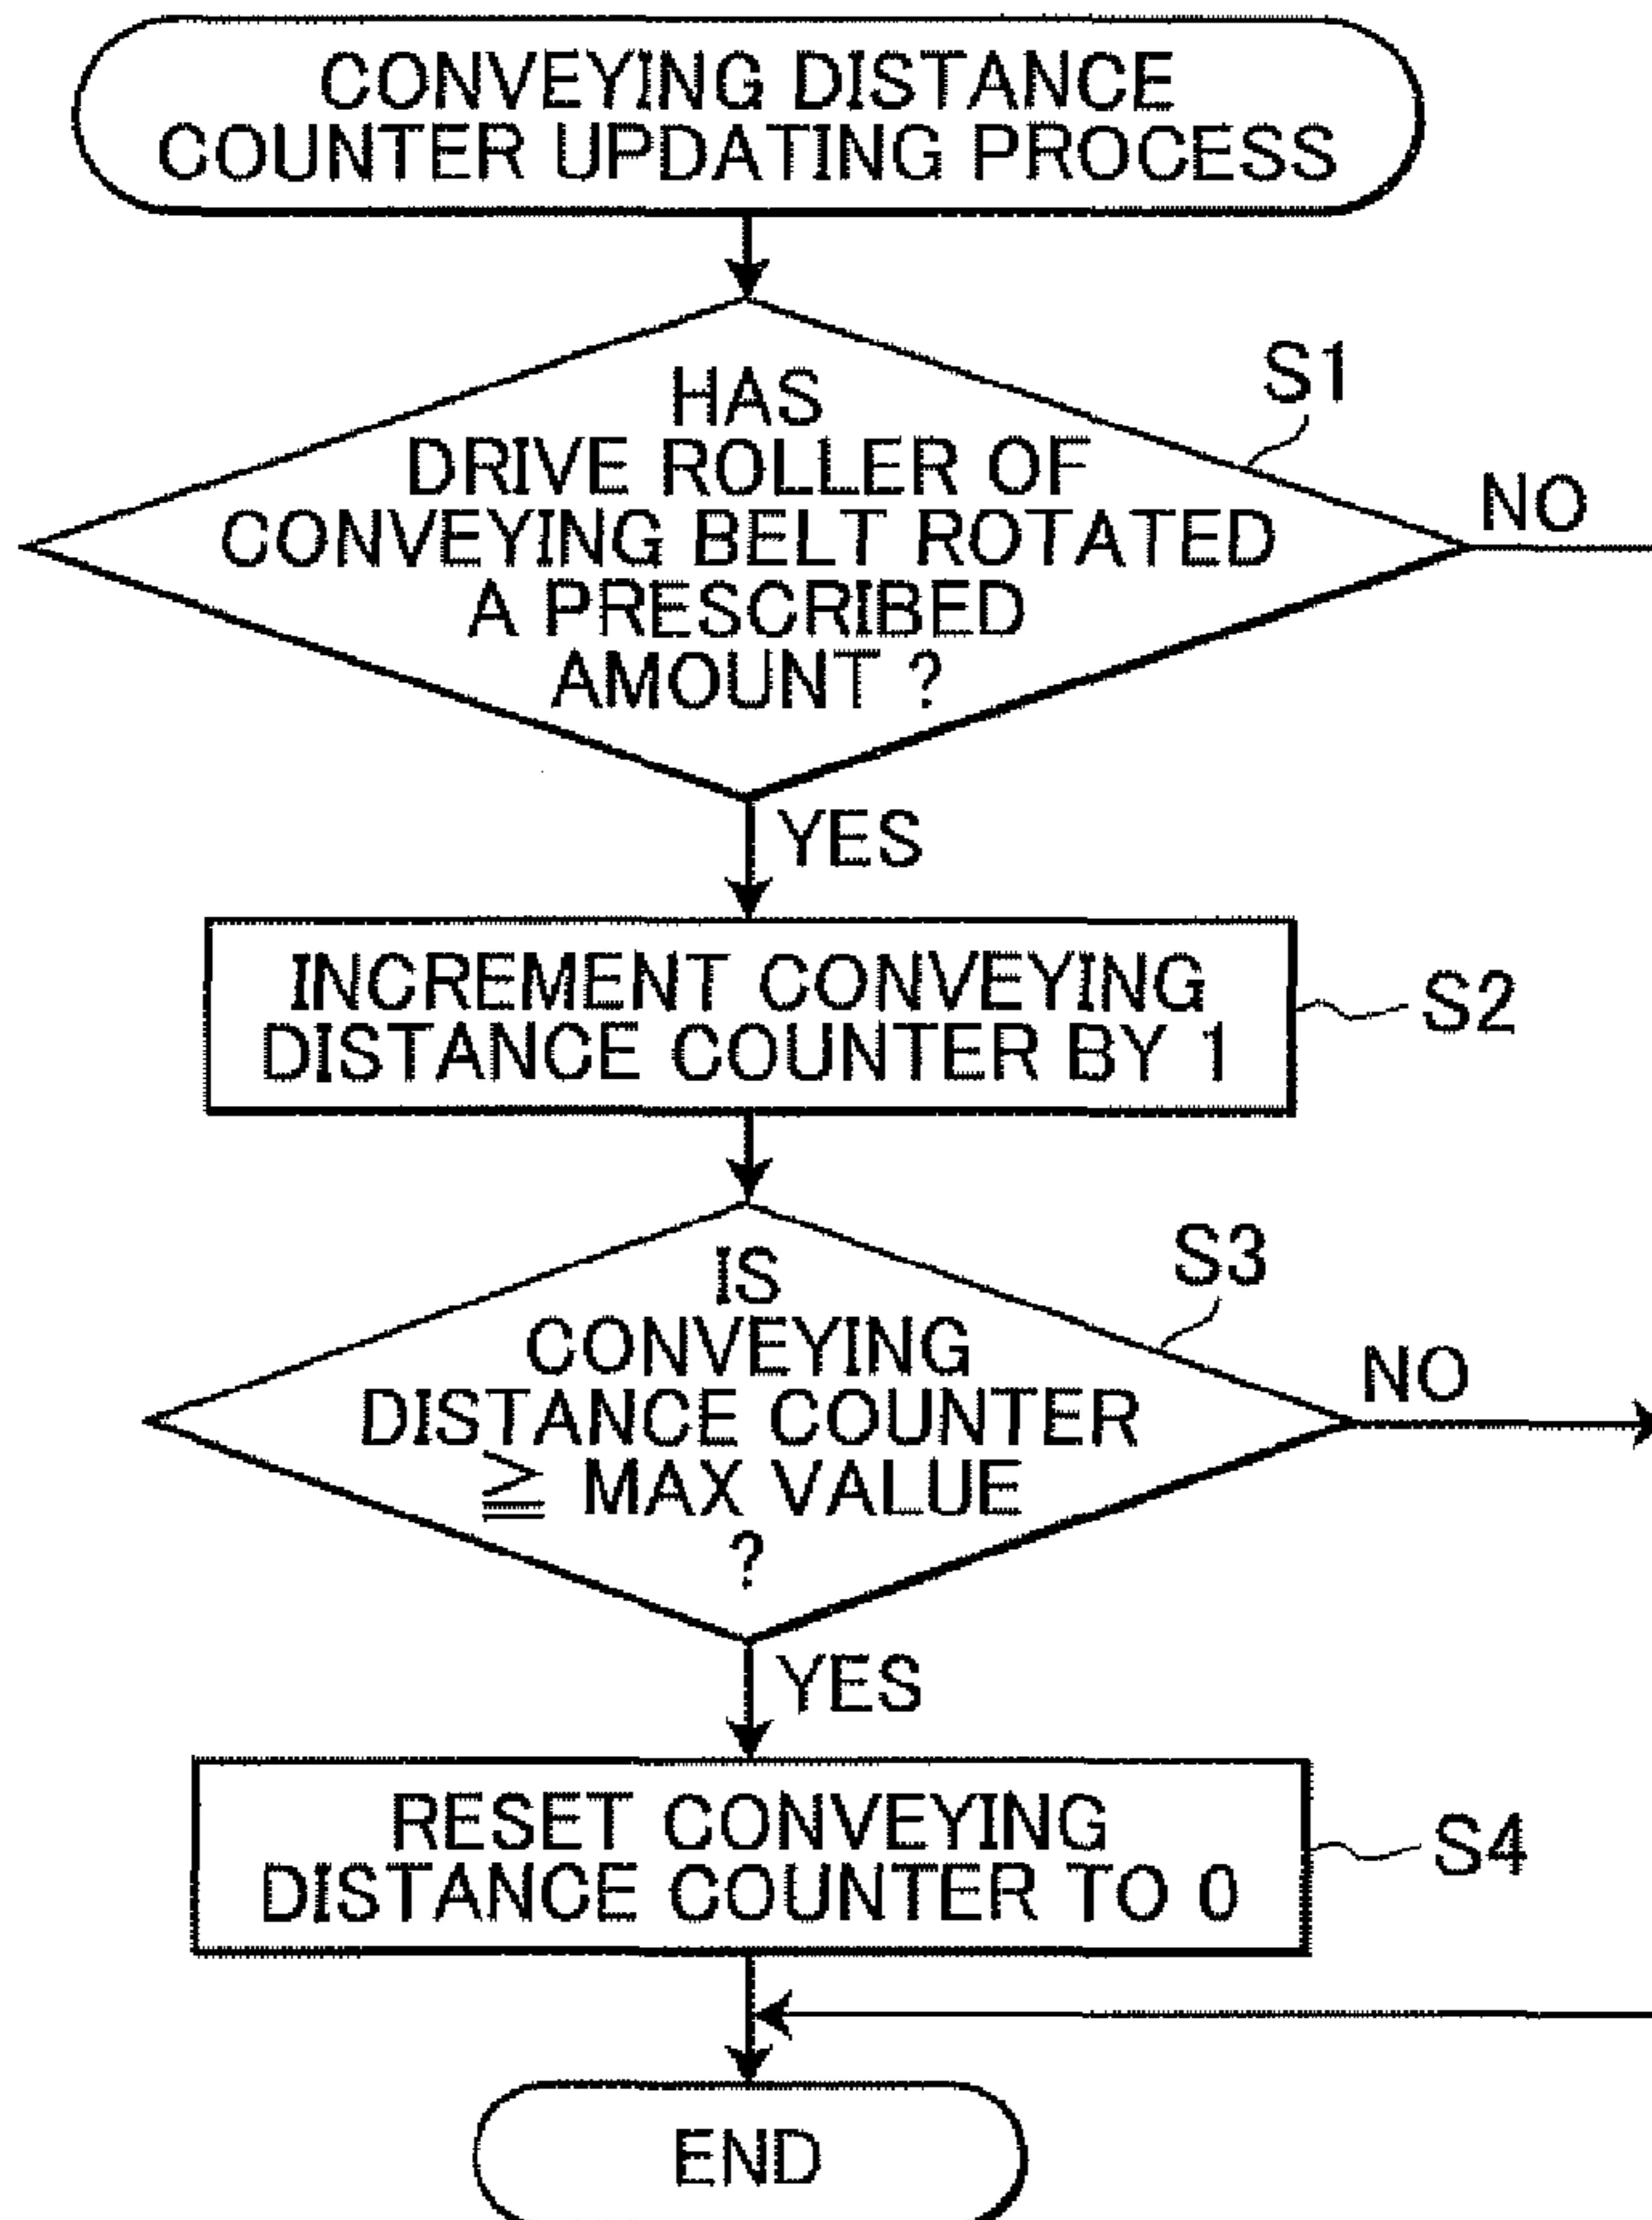 CONVEYING DISTANCE
COUNTER UPDATING PROCESS
S1
HAS
DRIVE ROLLER OF
CONVEYING BELT ROTATED
A PRESCRIBED
AMOUNT ?
NO
YES
INCREMENT CONVEYING
DISTANCE COUNTER BY 1
S2
S3
IS
CONVEYING
DISTANCE COUNTER
≧ MAX VALUE
?
NO
YES
RESET CONVEYING
DISTANCE COUNTER TO 0
S4
END